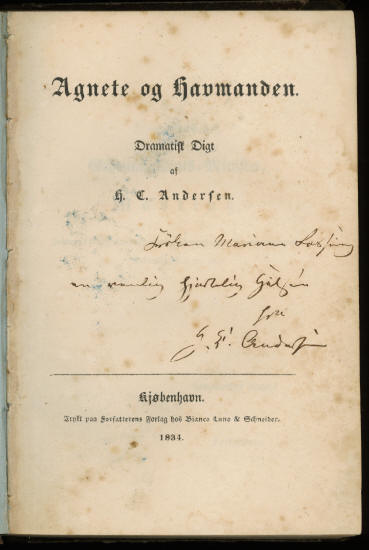 Agnete og Havmanden.
Dramatisk Digt
af
H. C. Andersen.
Frøken Mariane
en venlig hjertelig Hilsen
fra
H. C. Andersen
Kjøbenhavn.
Trykt paa Forfatterens Forlag hos Bianco Luno & Schneider.
1834.